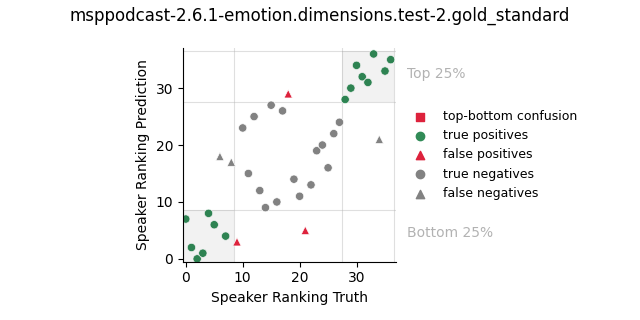 msppodcast-2.6.1-emotion.dimensions.test-2.gold_standard
Top 25%
top-bottom confusion
true positives
false positives
true negatives
false negatives
Bottom 25%
Speaker Ranking Prediction
30
20
10
0
0 10 20 30
Speaker Ranking Truth